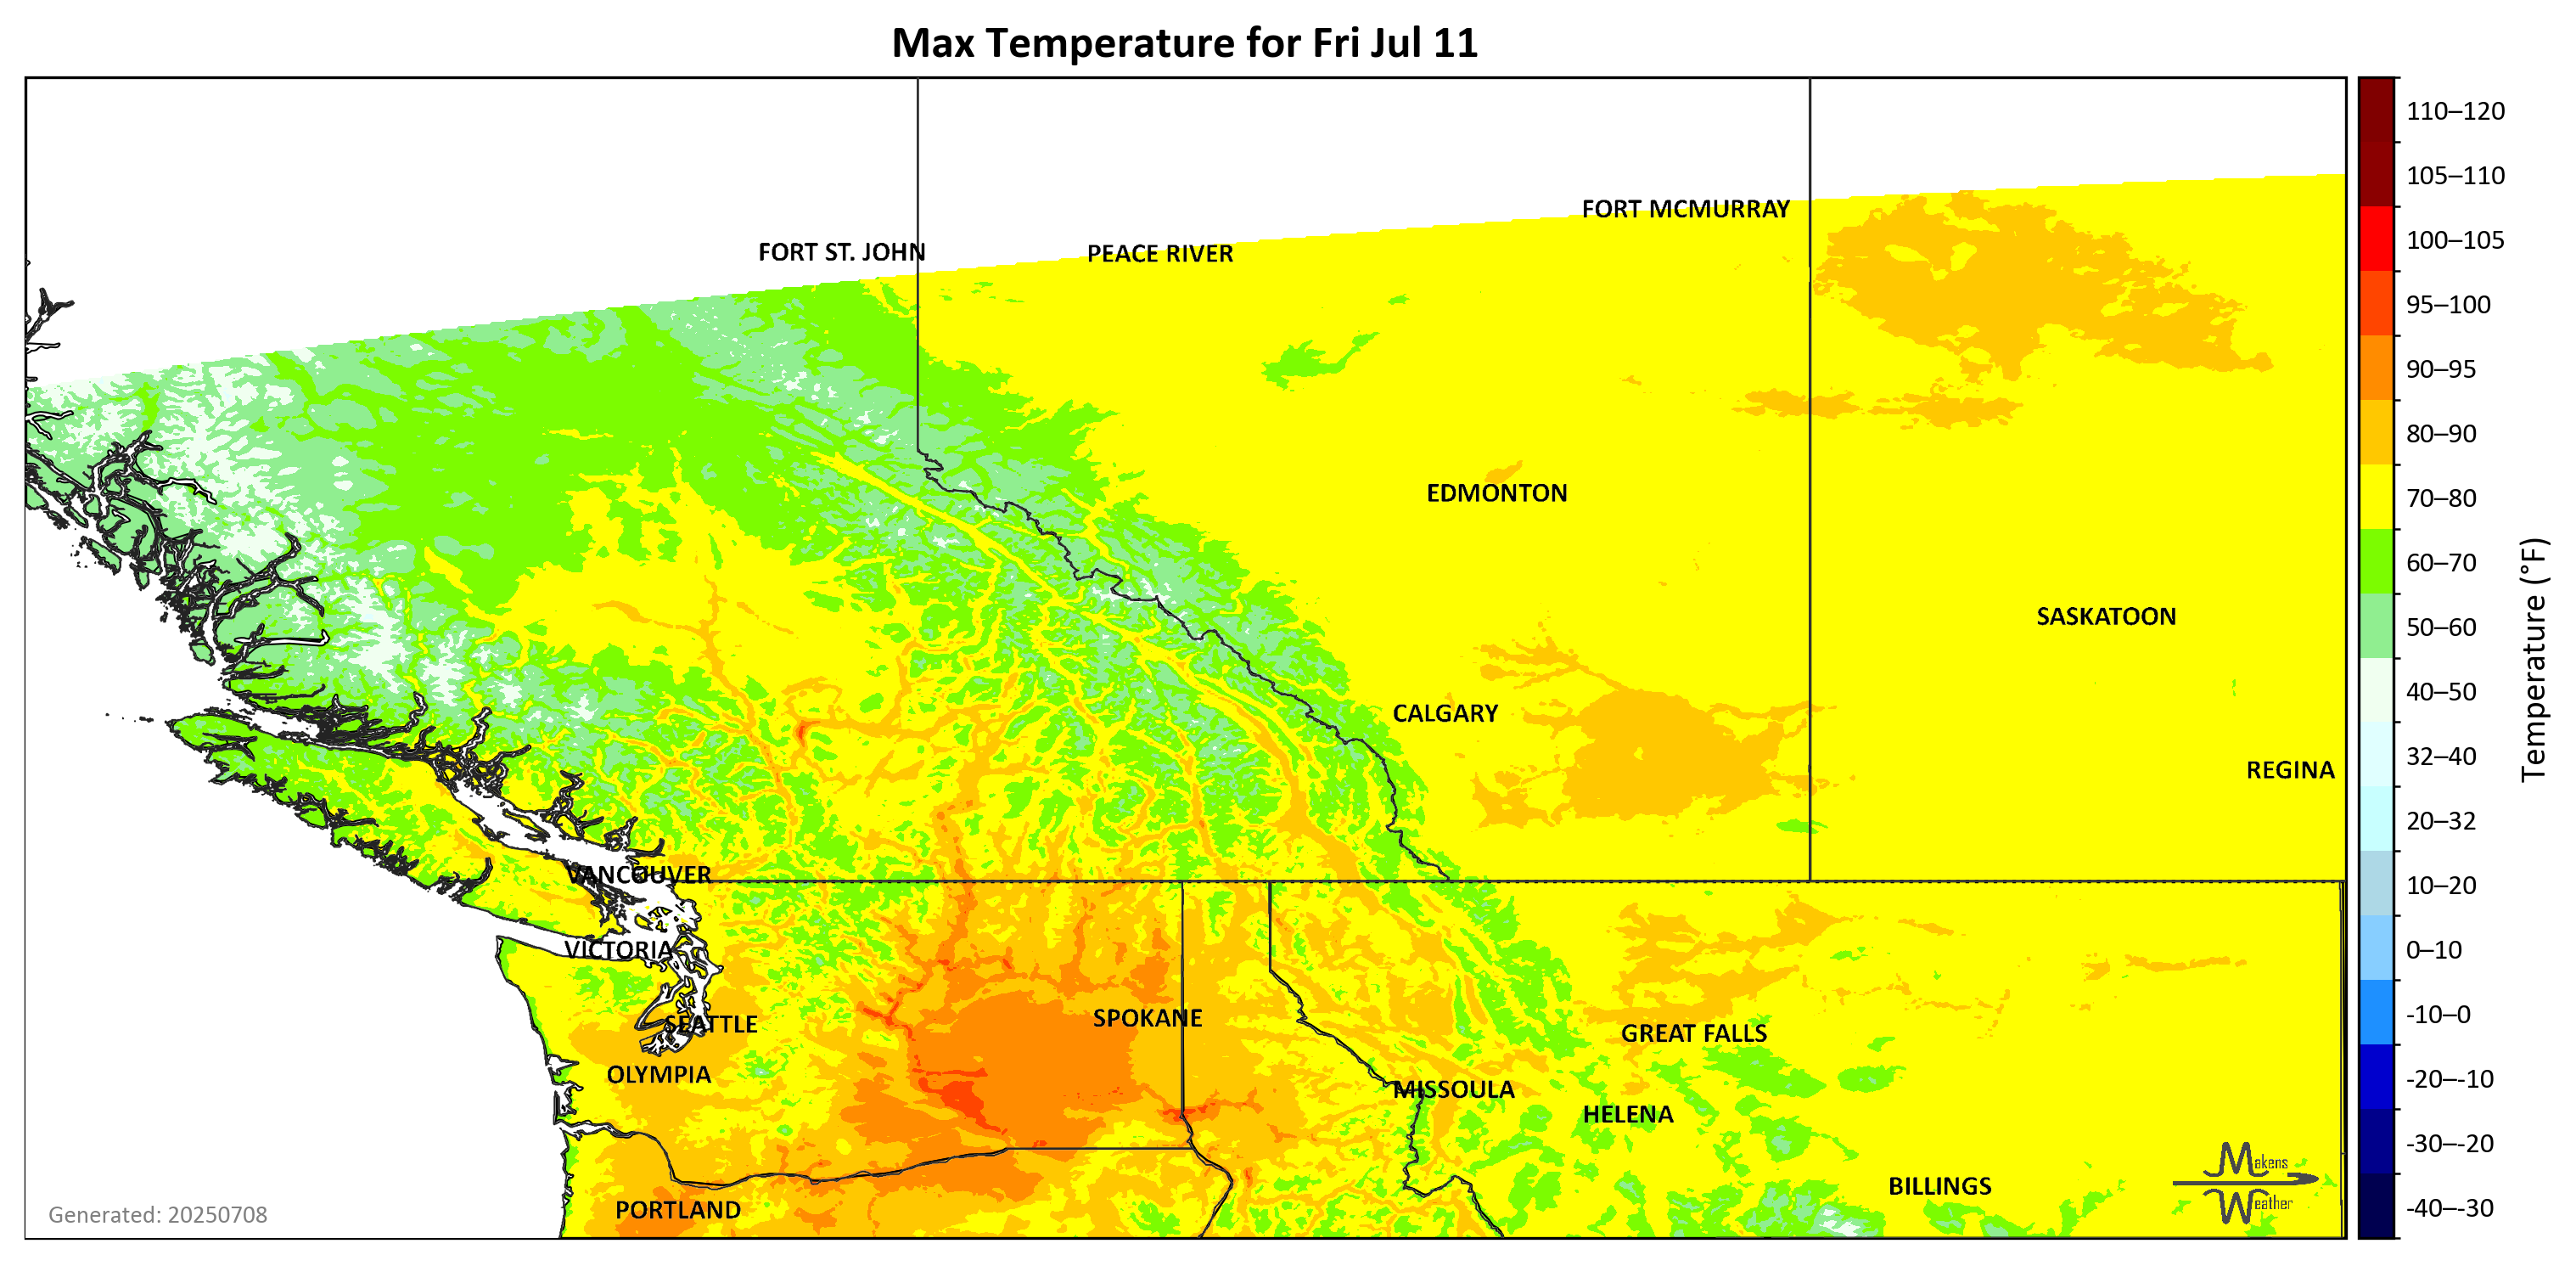 Max Temperature for Fri Jul 11
110–120
105–110
FORT MCMURRAY
100–105
FORT ST. JOHN
PEACE RIVER
95–100
90–95
80–90
EDMONTON
70–80
60–70
SASKATOON
50–60
Temperature (°F)
40–50
CALGARY
32–40
REGINA
20–32
VANCOUVER
10–20
VICTORIA
0–10
SEATTLE
SPOKANE
GREAT FALLS
-10–0
OLYMPIA
MISSOULA
-20–-10
HELENA
-30–-20
Makens
Weather
BILLINGS
PORTLAND
-40–-30
Generated: 20250708